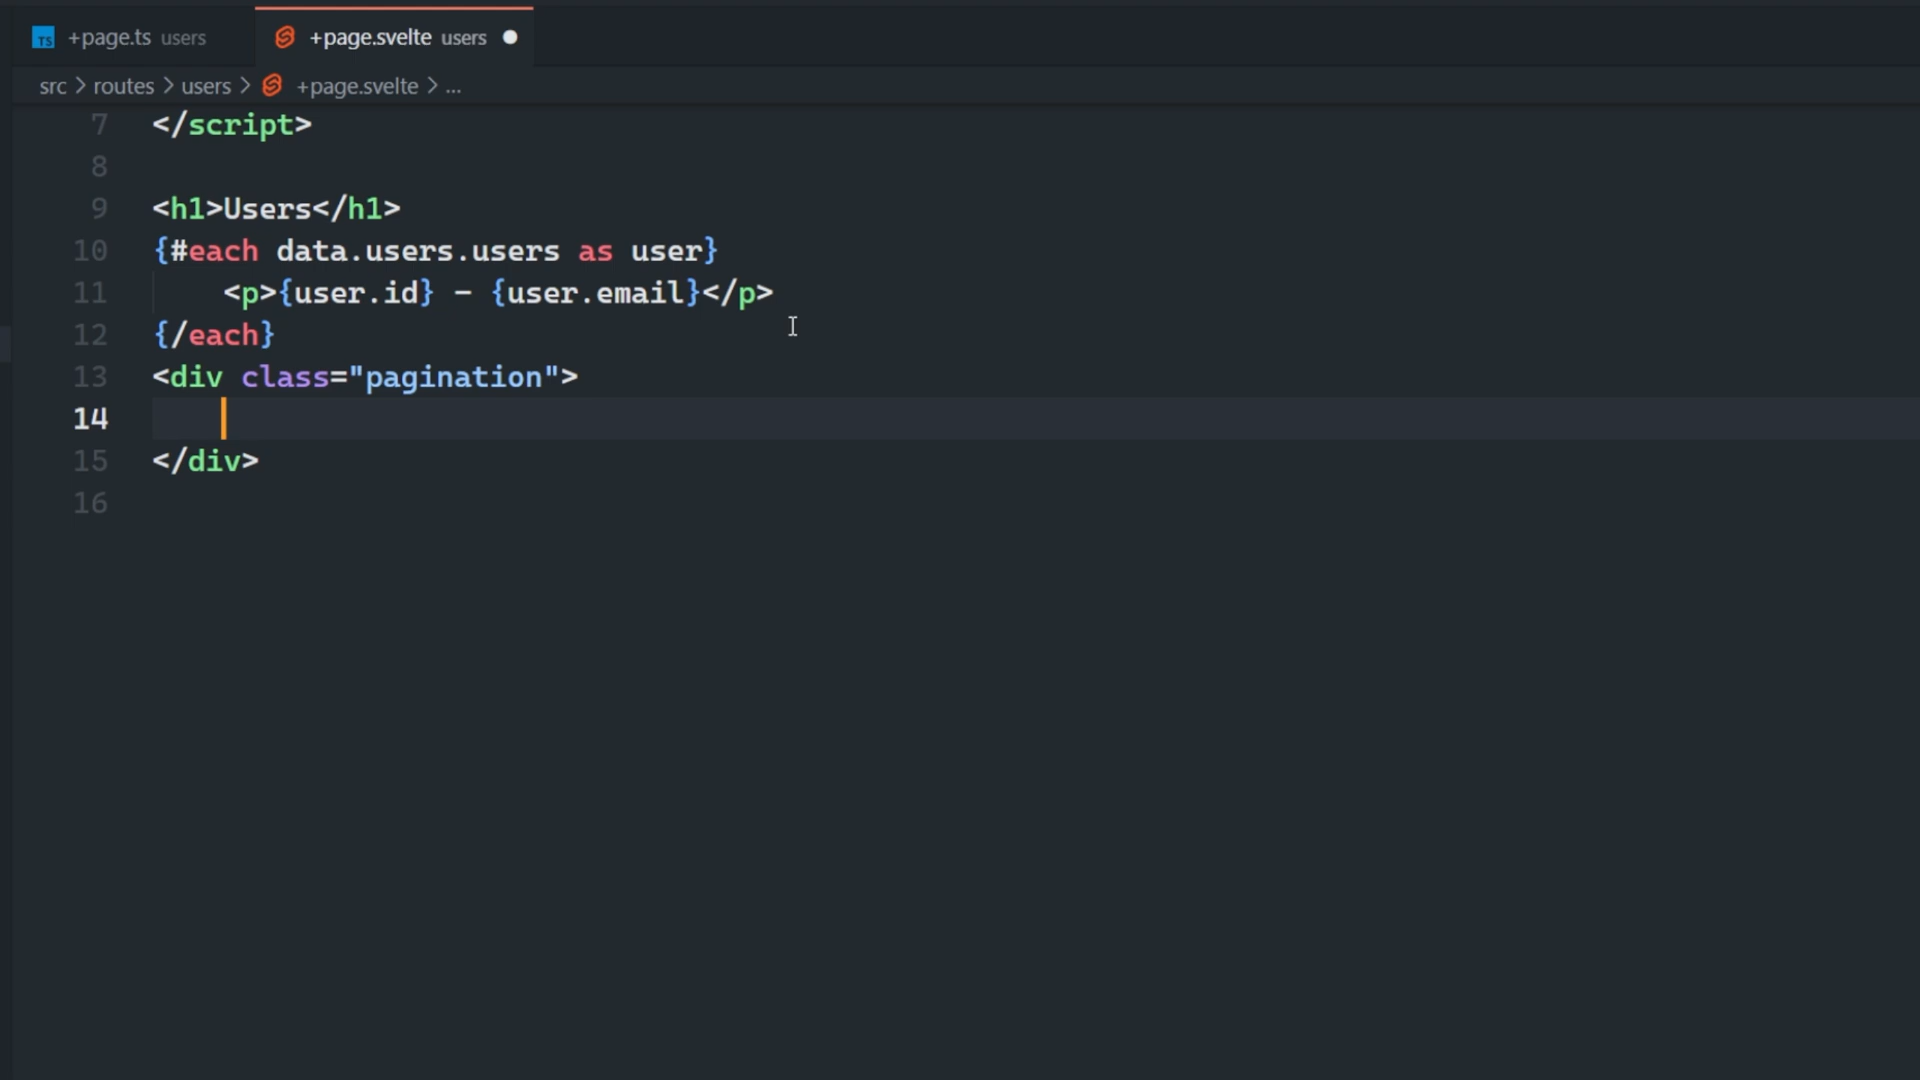 TS +page.ts users +page.svelte users
src > routes > users > +page.svelte > ...
7 </script>
8
9 <h1>Users</h1>
10 {#each data.users.users as user}
11     <p>{user.id} - {user.email}</p>
12 {/each}
13 <div class="pagination">
14
15 </div>
16